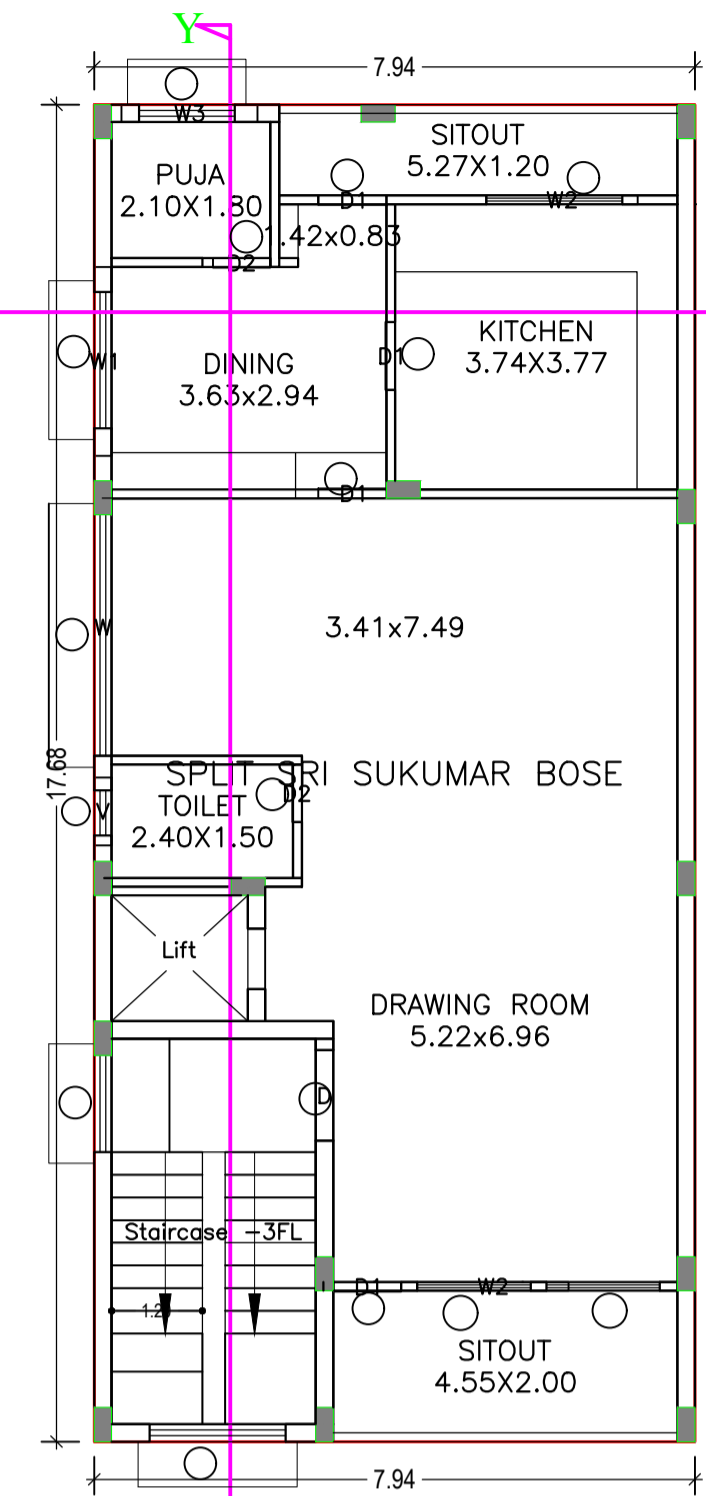 Y
7.94
W3
SITOUT
5.27X1.20
PUJA
2.10X1.80
D1
W2
1.42x0.83
D2
KITCHEN
3.74X3.77
W1
D1
DINING
3.63x2.94
D1
W
3.41x7.49
17.68
SPLIT SRI SUKUMAR BOSE
D2
V
TOILET
2.40X1.50
Lift
DRAWING ROOM
5.22x6.96
D
Staircase -3FL
D1
W2
SITOUT
4.55X2.00
7.94